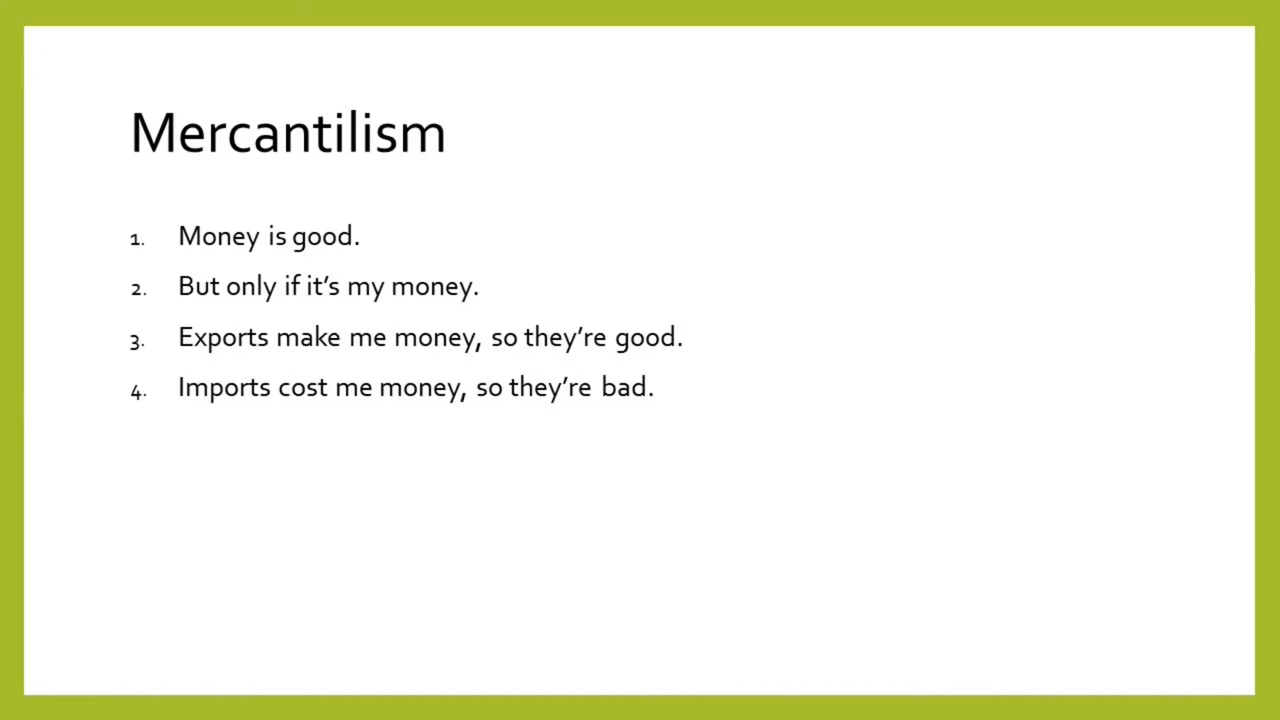 Mercantilism
1. Money is good.
2. But only if it’s my money.
3. Exports make me money, so they’re good.
4. Imports cost me money, so they’re bad.